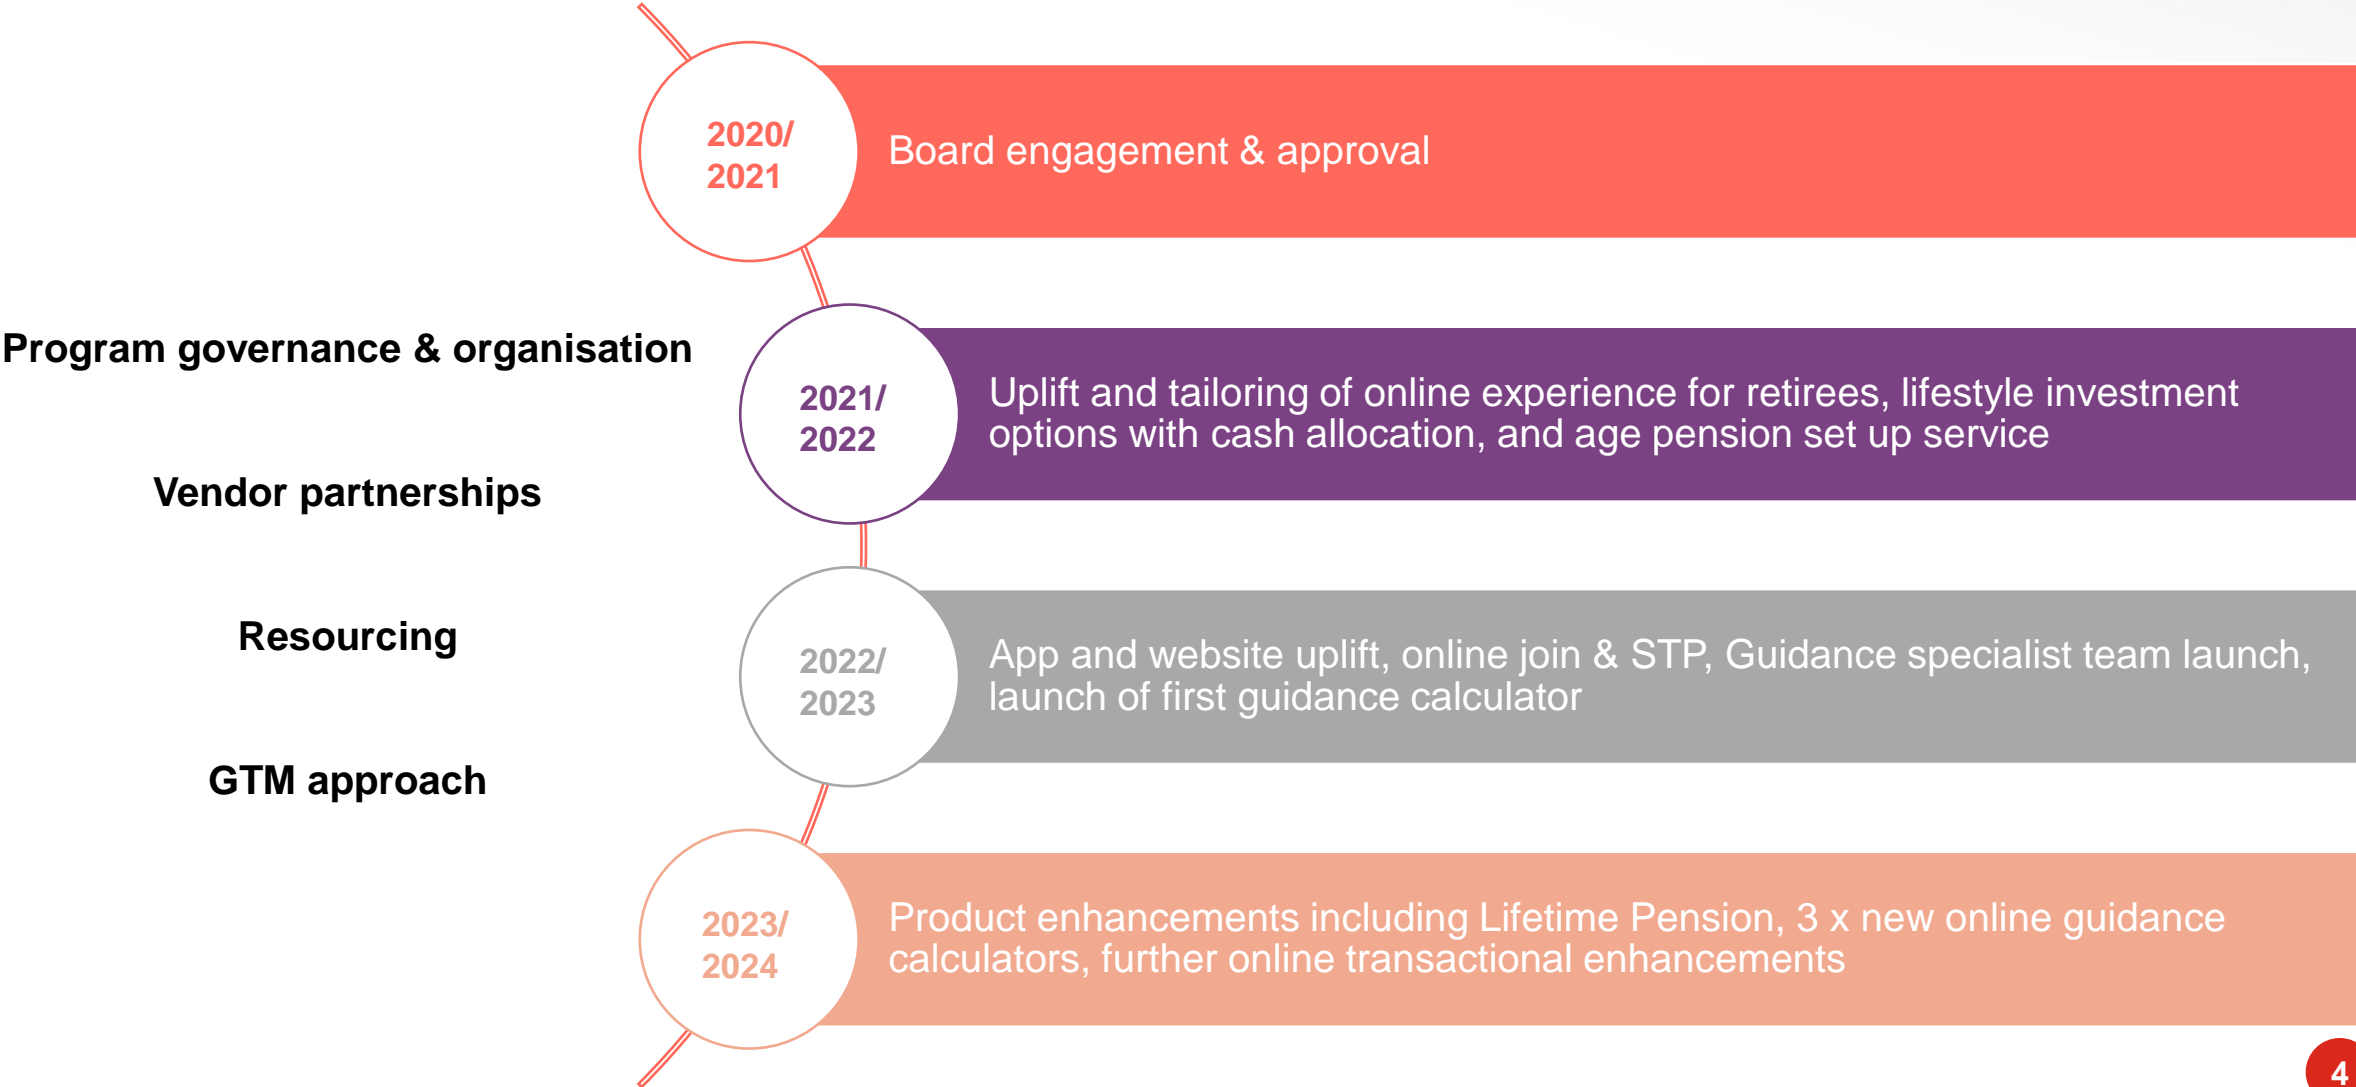 2020/
2021
Board engagement & approval
Program governance & organisation
Vendor partnerships
Resourcing
GTM approach
2021/
2022
Uplift and tailoring of online experience for retirees, lifestyle investment
options with cash allocation, and age pension set up service
2022/
2023
App and website uplift, online join & STP, Guidance specialist team launch,
launch of first guidance calculator
2023/
2024
Product enhancements including Lifetime Pension, 3 x new online guidance
calculators, further online transactional enhancements
4